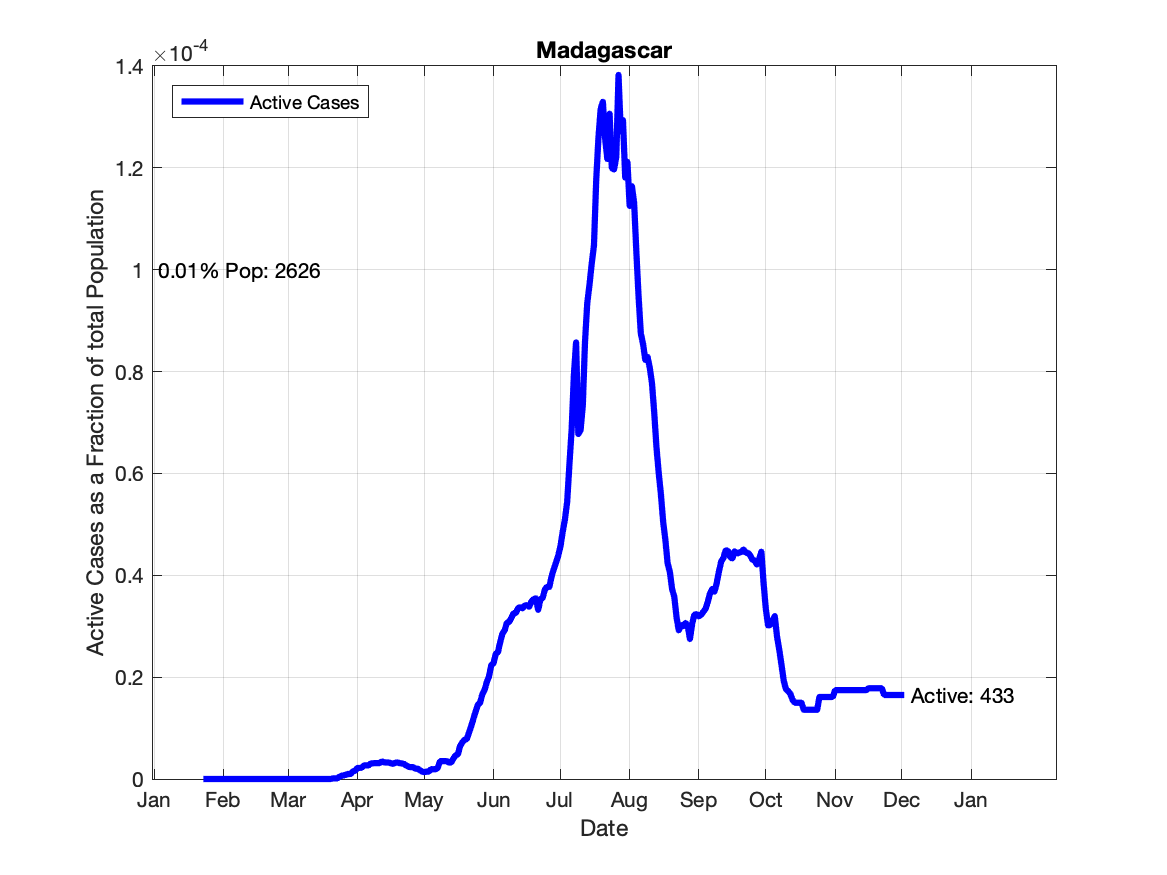 Madagascar
×10-4
1.4
1.2
1
0.8
0.6
0.4
0.2
0
Active Cases as a Fraction of total Population
Active Cases
0.01% Pop: 2626
Active: 433
Jan Feb Mar Apr May Jun Jul Aug Sep Oct Nov Dec Jan
Date